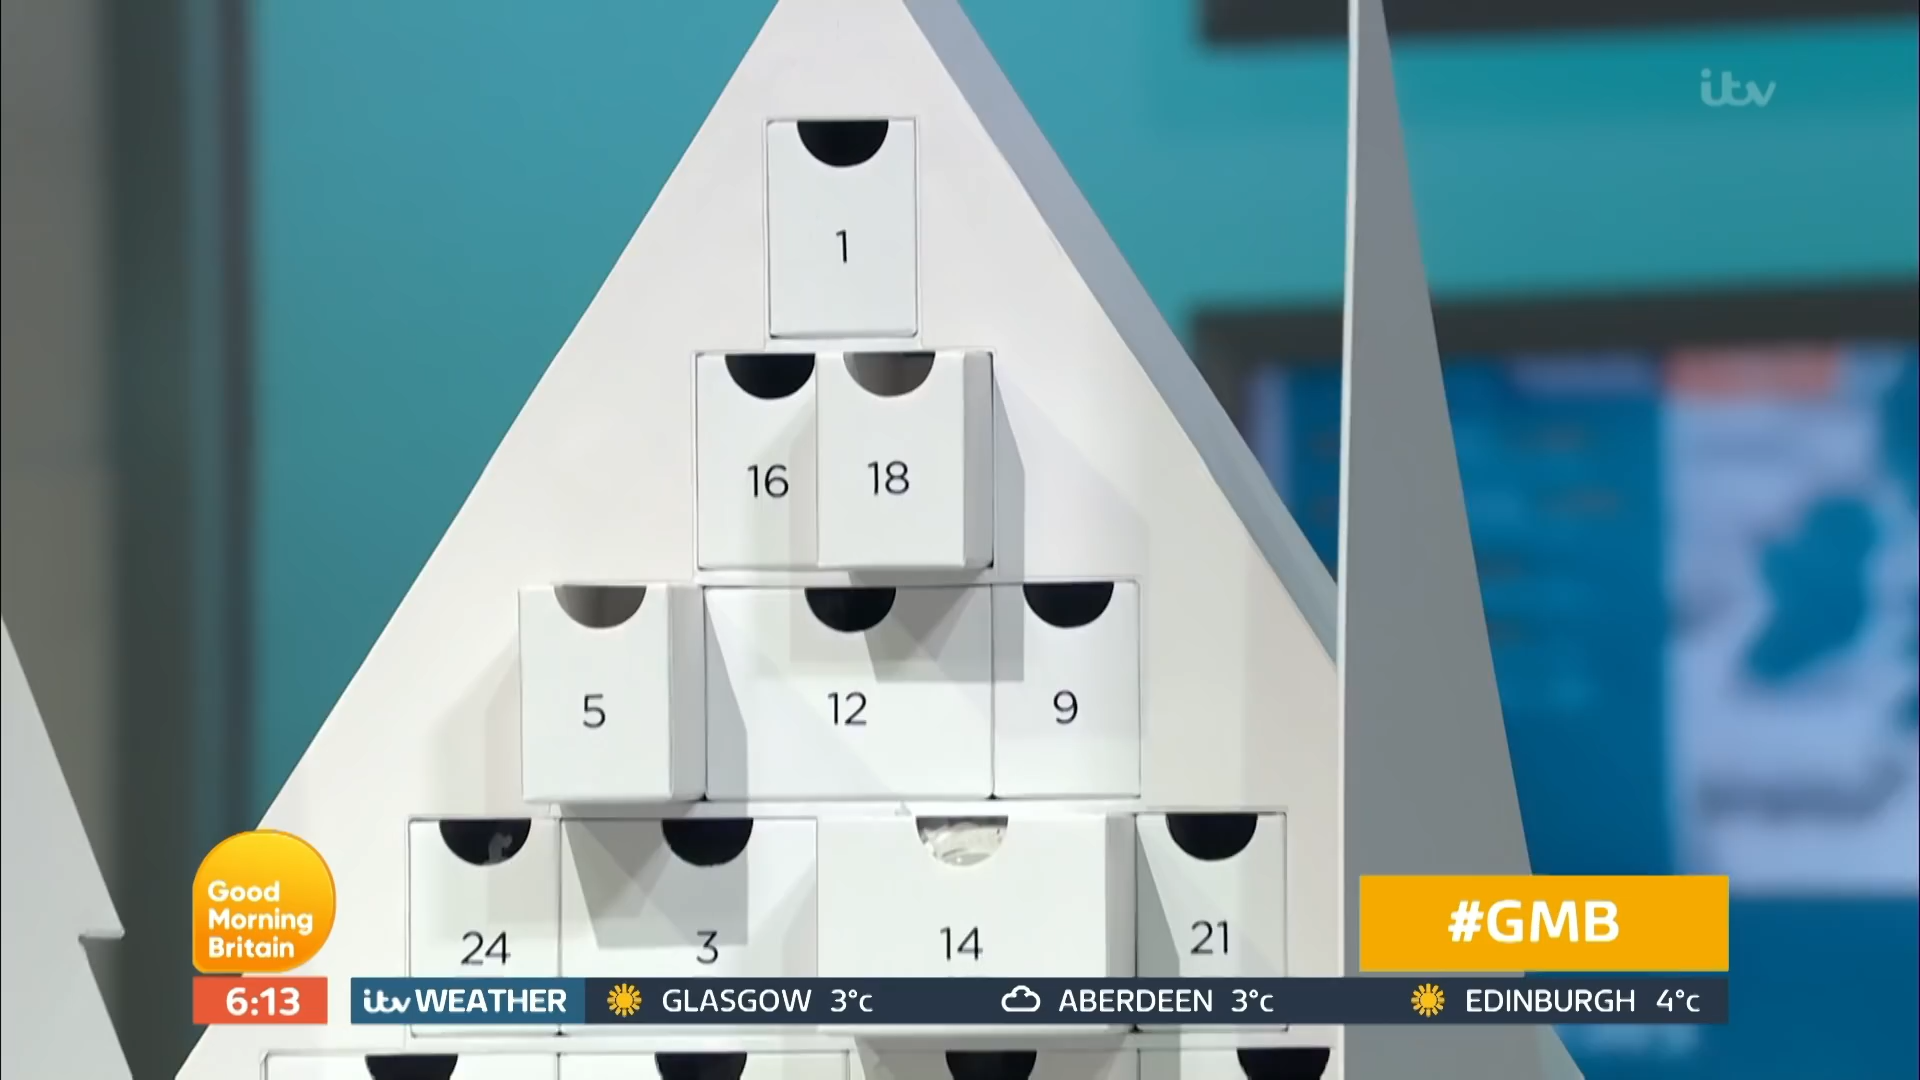 itv
1
16 18
5 12 9
24 3 14 21
Good
Morning
Britain
#GMB
6:13 itv WEATHER GLASGOW 3°c ABERDEEN 3°c EDINBURGH 4°c